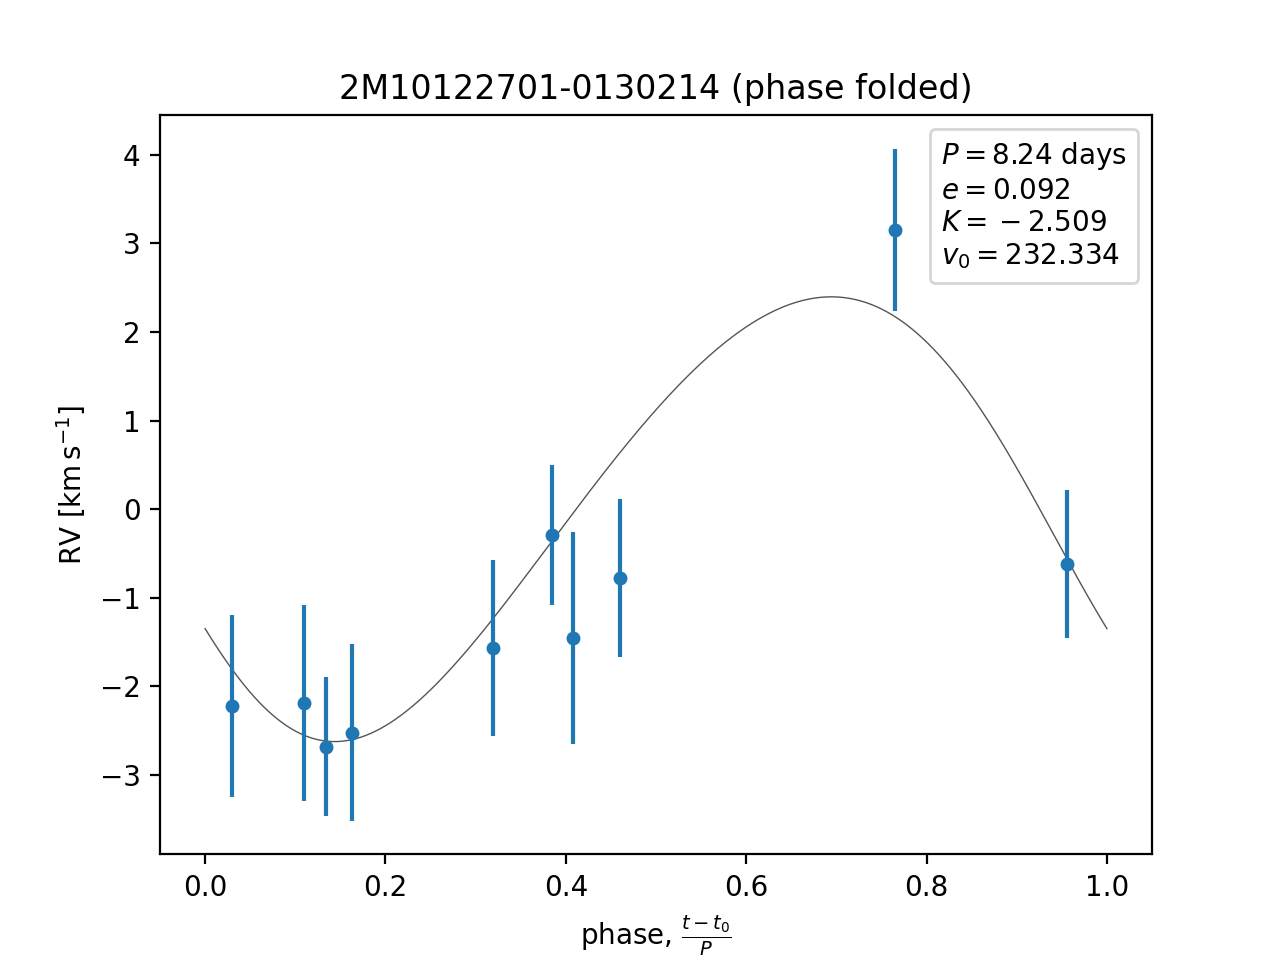 2M10122701-0130214 (phase folded)
P = 8.24 days
e = 0.092
K = −2.509
v₀ = 232.334
RV [km s⁻¹]
4
3
2
1
0
−1
−2
−3
0.0 0.2 0.4 0.6 0.8 1.0
phase, (t − t₀)/P